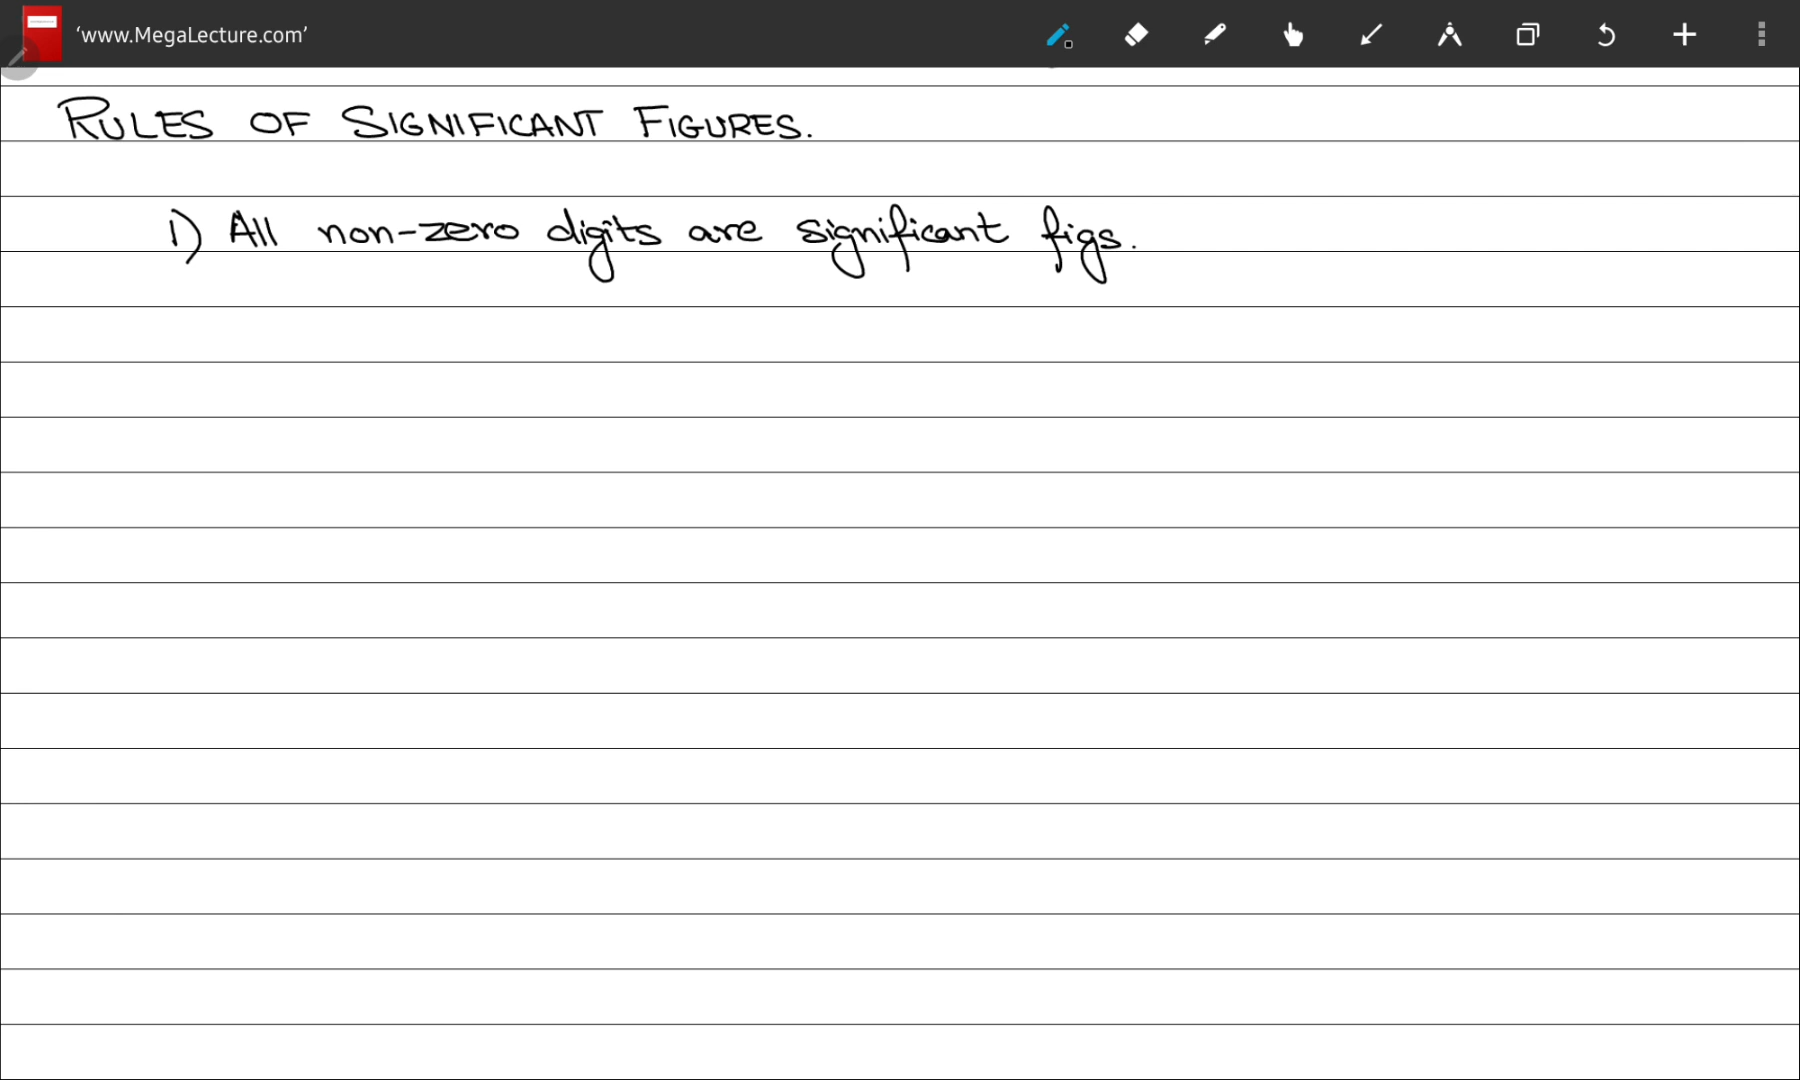 ‘www.MegaLecture.com’
RULES OF SIGNIFICANT FIGURES.
1) All non-zero digits are significant figs.